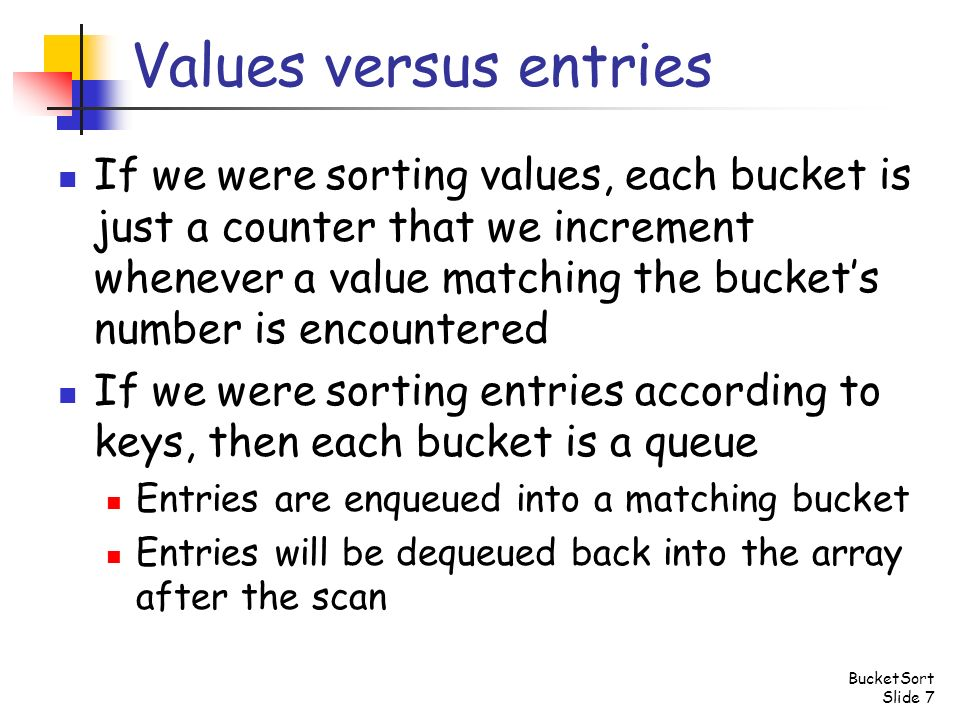 Values versus entries
If we were sorting values, each bucket is
just a counter that we increment
whenever a value matching the bucket’s
number is encountered
If we were sorting entries according to
keys, then each bucket is a queue
Entries are enqueued into a matching bucket
Entries will be dequeued back into the array
after the scan
BucketSort
Slide 7